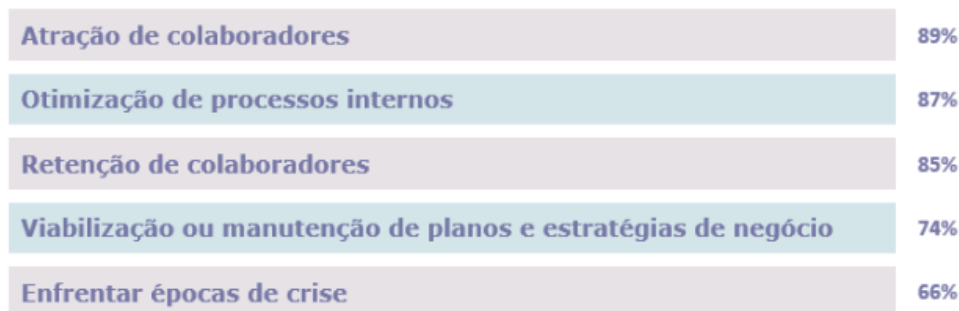 Atração de colaboradores 89%
Otimização de processos internos 87%
Retenção de colaboradores 85%
Viabilização ou manutenção de planos e estratégias de negócio 74%
Enfrentar épocas de crise 66%